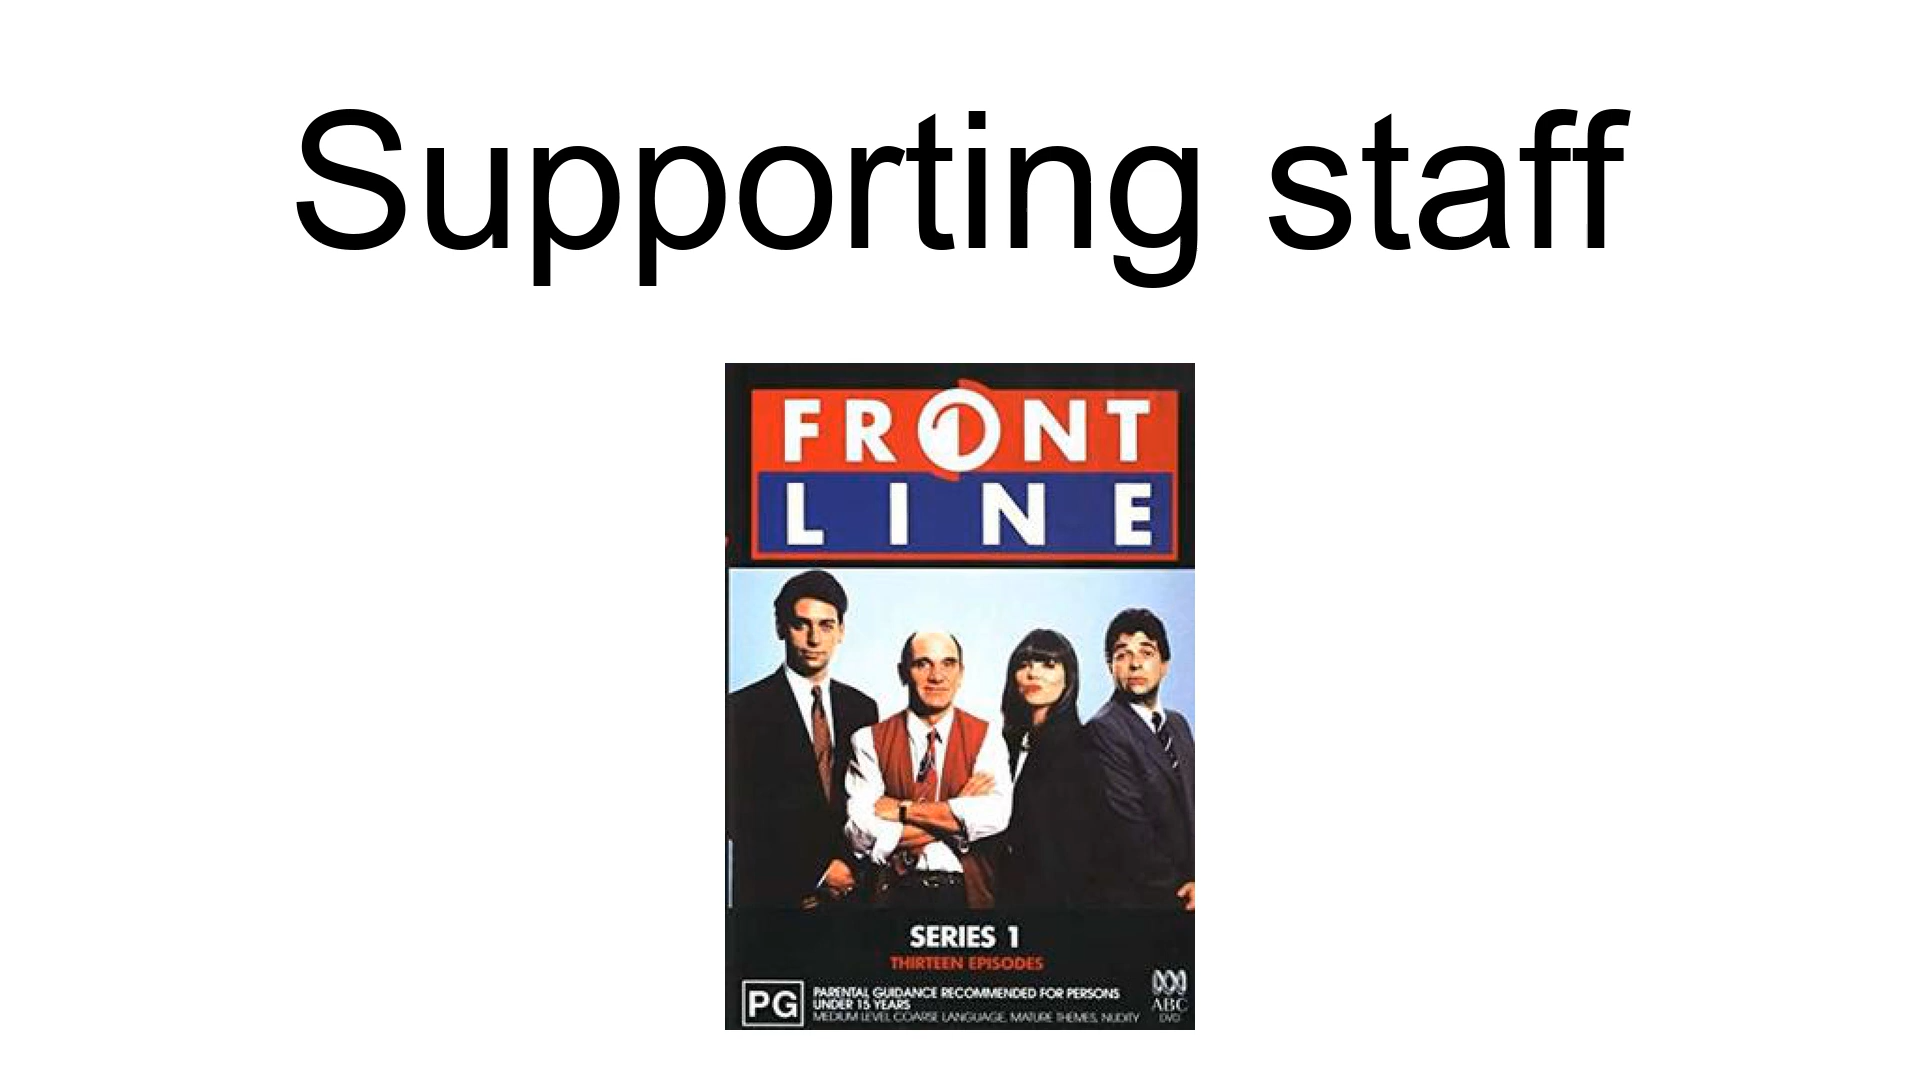 Supporting staff
FRONT
LINE
SERIES 1
THIRTEEN EPISODES
PG
PARENTAL GUIDANCE RECOMMENDED FOR PERSONS
UNDER 15 YEARS
MEDIUM LEVEL COARSE LANGUAGE, MATURE THEMES, NUDITY
ABC
DVD